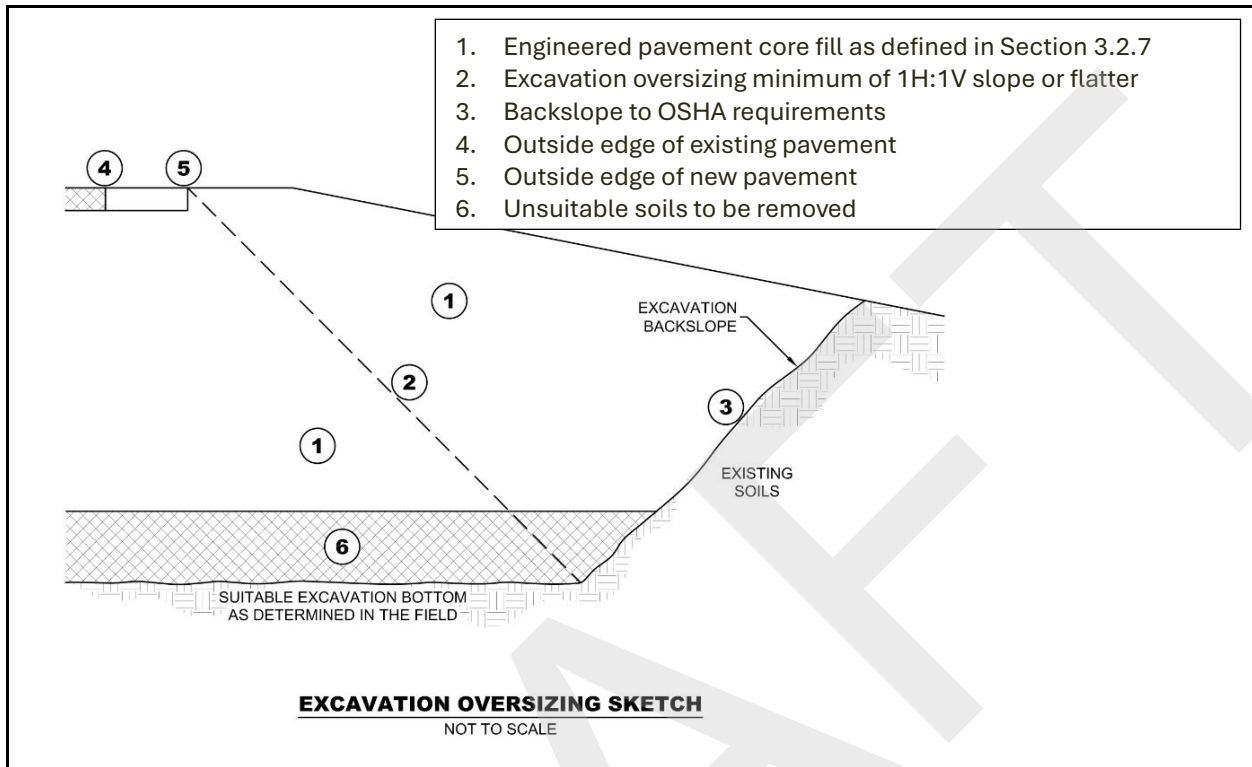 1. Engineered pavement core fill as defined in Section 3.2.7
2. Excavation oversizing minimum of 1H:1V slope or flatter
3. Backslope to OSHA requirements
4. Outside edge of existing pavement
5. Outside edge of new pavement
6. Unsuitable soils to be removed
4
5
1
EXCAVATION
BACKSLOPE
2
3
1
EXISTING
SOILS
6
SUITABLE EXCAVATION BOTTOM
AS DETERMINED IN THE FIELD
EXCAVATION OVERSIZING SKETCH
NOT TO SCALE
AFT